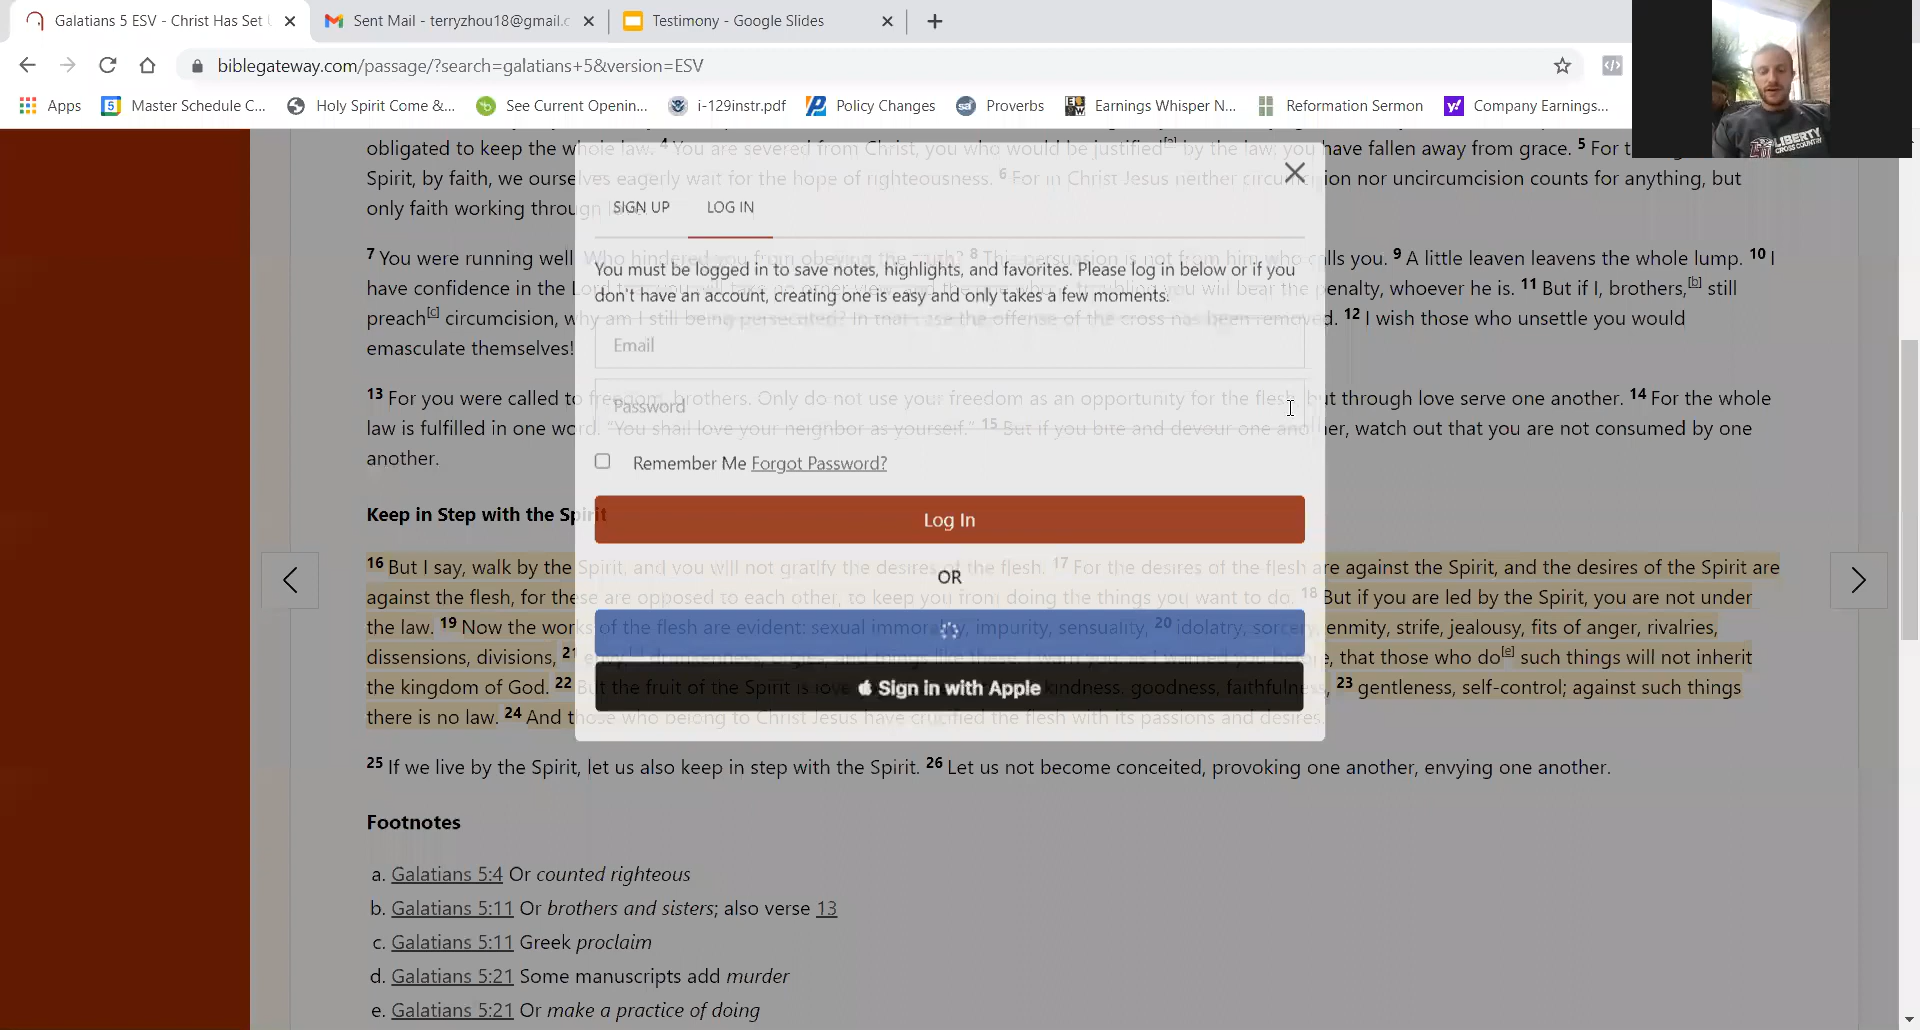 Galatians 5 ESV - Christ Has Set
Sent Mail - terryzhou18@gmail.c
Testimony - Google Slides
biblegateway.com/passage/?search=galatians+5&version=ESV
Apps
5 Master Schedule C...
Holy Spirit Come &...
See Current Openin...
i-129instr.pdf
Policy Changes
Proverbs
Earnings Whisper N...
Reformation Sermon
Company Earnings...
LIBERTY
CROSS COUNTRY
obligated to keep the whole law. 4 You are severed from Christ, you who would be justified[a] by the law; you have fallen away from grace. 5 For
Spirit, by faith, we ourselves eagerly wait for the hope of righteousness. 6 For in Christ Jesus neither circumcision nor uncircumcision counts for anything, but
only faith working through love.
SIGN UP
LOG IN
7 You were running well. Who hindered you from obeying the truth? 8 This persuasion is not from him who calls you. 9 A little leaven leavens the whole lump. 10 I
have confidence in the Lord that you will take no other view, and the one who is troubling you will bear the penalty, whoever he is. 11 But if I, brothers,[b] still
preach[c] circumcision, why am I still being persecuted? In that case the offense of the cross has been removed. 12 I wish those who unsettle you would
emasculate themselves!
You must be logged in to save notes, highlights, and favorites. Please log in below or if you
don't have an account, creating one is easy and only takes a few moments.
Email
13 For you were called to freedom, brothers. Only do not use your freedom as an opportunity for the flesh, but through love serve one another. 14 For the whole
law is fulfilled in one word: "You shall love your neighbor as yourself." 15 But if you bite and devour one another, watch out that you are not consumed by one
another.
Password
Remember Me Forgot Password?
Keep in Step with the Spirit
Log In
OR
16 But I say, walk by the Spirit, and you will not gratify the desires of the flesh. 17 For the desires of the flesh are against the Spirit, and the desires of the Spirit are
against the flesh, for these are opposed to each other, to keep you from doing the things you want to do. 18 But if you are led by the Spirit, you are not under
the law. 19 Now the works of the flesh are evident: sexual immorality, impurity, sensuality, 20 idolatry, sorcery, enmity, strife, jealousy, fits of anger, rivalries,
dissensions, divisions, 21 envy, drunkenness, orgies, and things like these. I warn you, as I warned you before, that those who do[e] such things will not inherit
the kingdom of God. 22 But the fruit of the Spirit is love kindness, goodness, faithfulness, 23 gentleness, self-control; against such things
there is no law. 24 And those who belong to Christ Jesus have crucified the flesh with its passions and desires.
Sign in with Apple
25 If we live by the Spirit, let us also keep in step with the Spirit. 26 Let us not become conceited, provoking one another, envying one another.
Footnotes
a. Galatians 5:4 Or counted righteous
b. Galatians 5:11 Or brothers and sisters; also verse 13
c. Galatians 5:11 Greek proclaim
d. Galatians 5:21 Some manuscripts add murder
e. Galatians 5:21 Or make a practice of doing